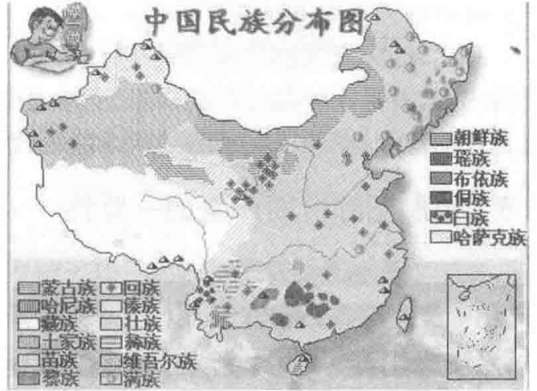 中国民族分布图
朝鲜族
瑶族
布依族
侗族
白族
哈萨克族
蒙古族 回族
哈尼族 傣族
藏族 壮族
土家族 彝族
苗族 维吾尔族
黎族 满族